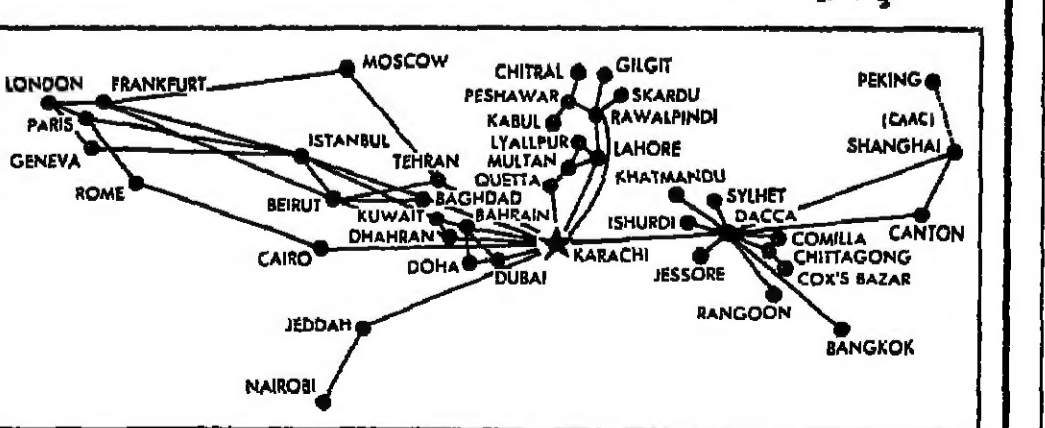 LONDON
FRANKFURT
MOSCOW
PARIS
GENEVA
ROME
ISTANBUL
TEHRAN
BEIRUT
BAGHDAD
KUWAIT
BAHRAIN
DHAHRAN
CAIRO
DOHA
DUBAI
JEDDAH
NAIROBI
CHITRAL
GILGIT
PESHAWAR
SKARDU
KABUL
RAWALPINDI
LYALLPUR
LAHORE
MULTAN
QUETTA
KARACHI
KHATMANDU
SYLHET
ISHURDI
DACCA
COMILLA
JESSORE
CHITTAGONG
COX'S BAZAR
RANGOON
BANGKOK
PEKING
(CAAC)
SHANGHAI
CANTON